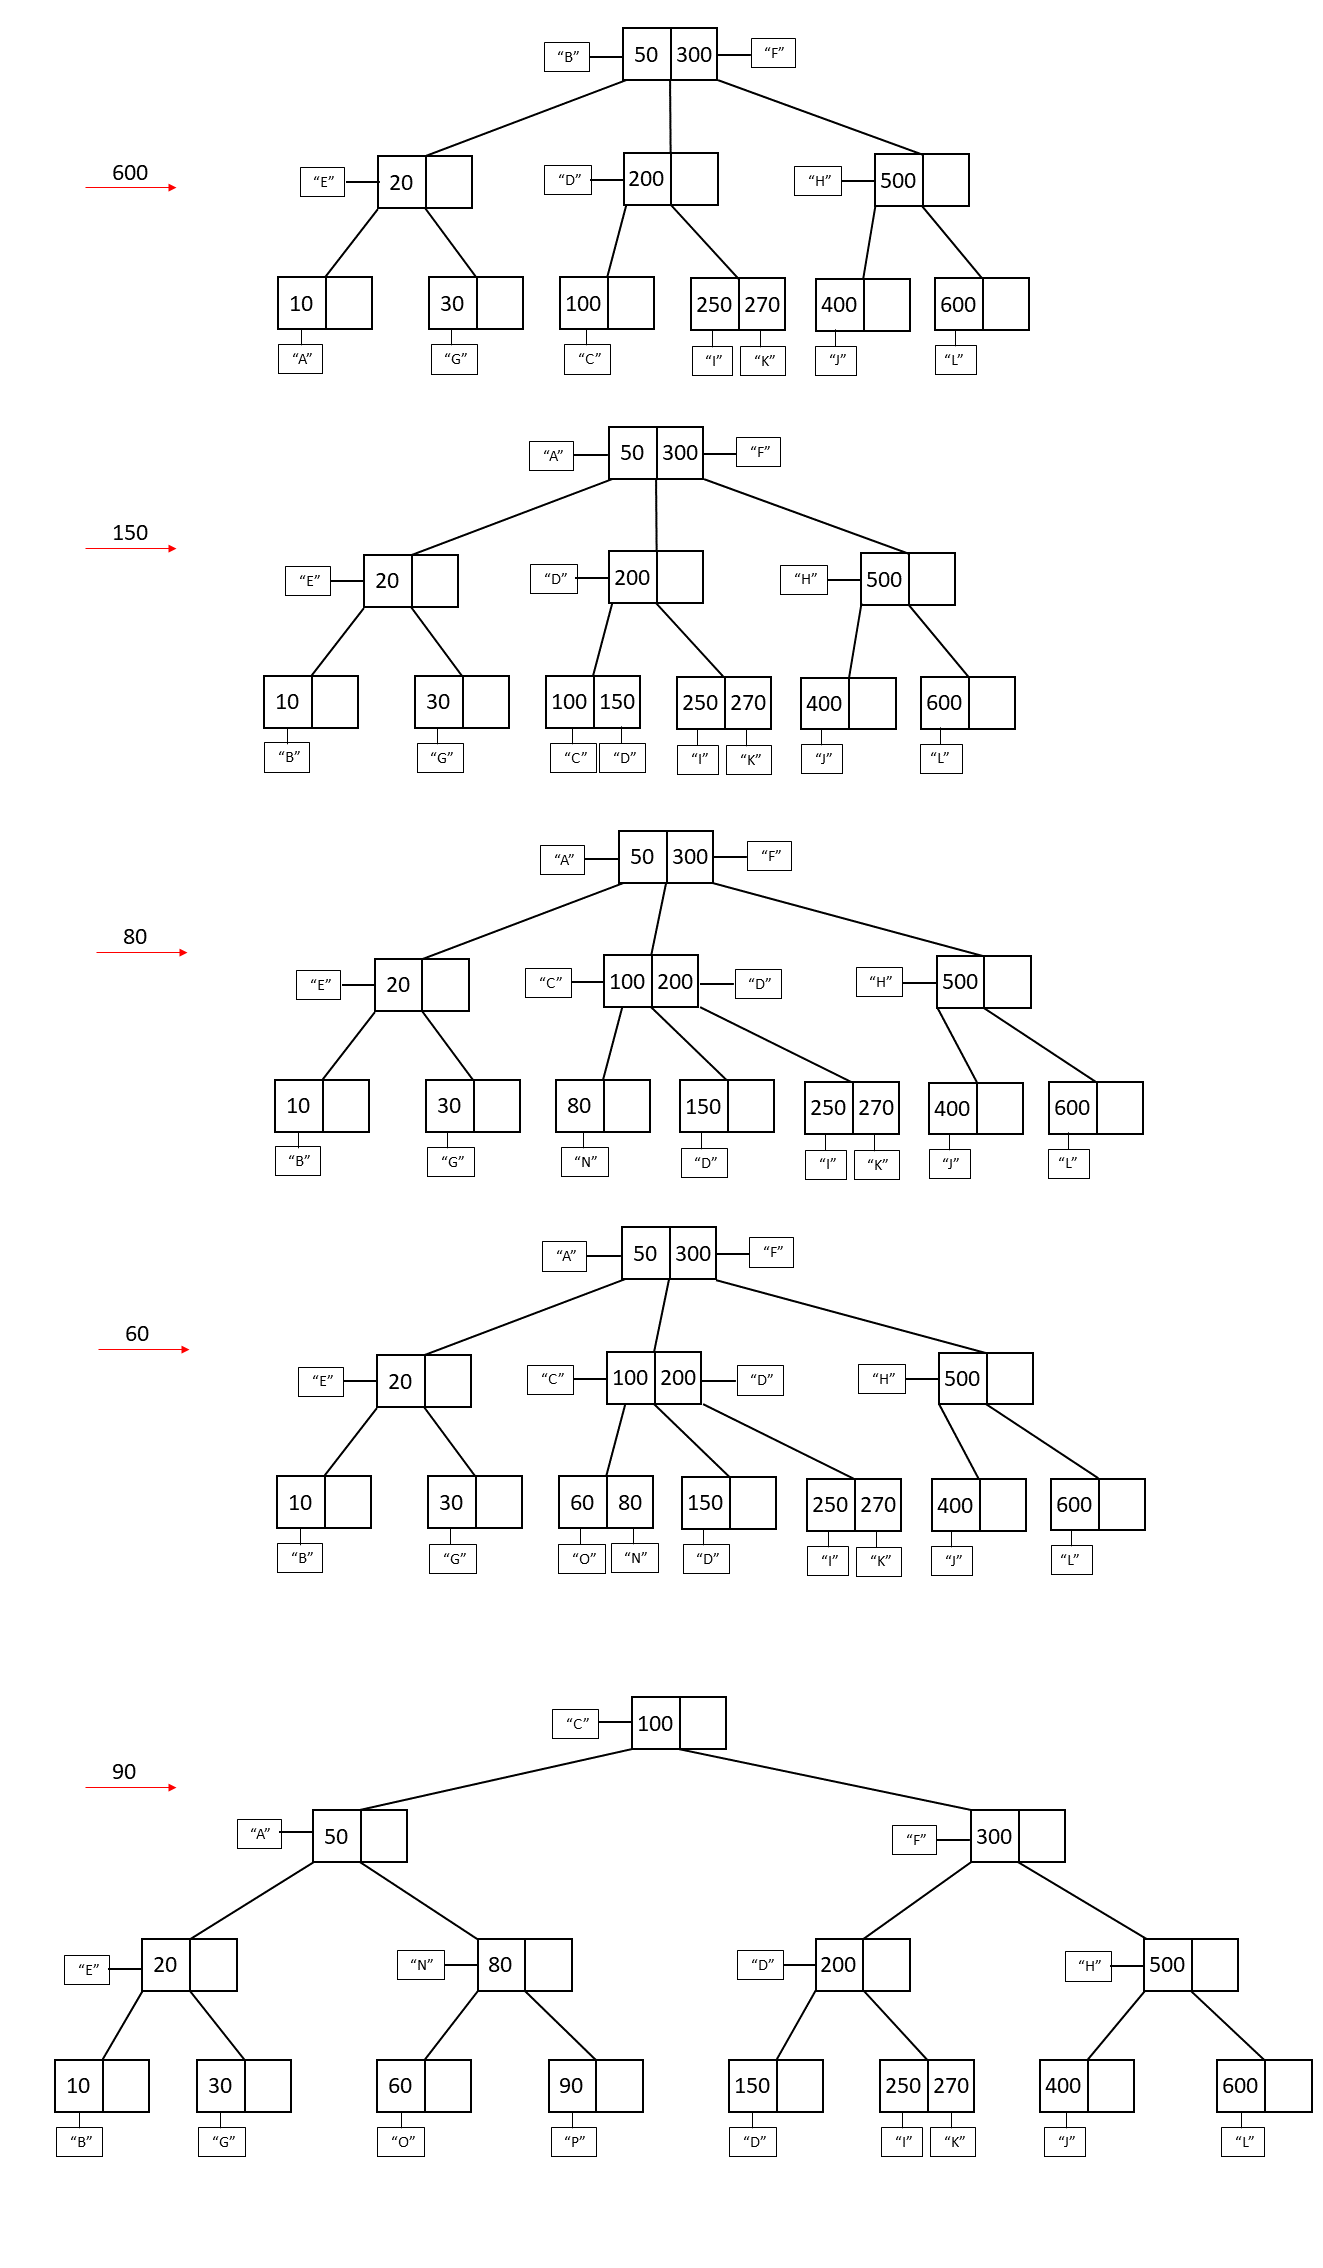 “B” 50 300 “F”
600
“E” 20 “D” 200 “H” 500
10 30 100 250 270 400 600
“A” “G” “C” “I” “K” “J” “L”
“A” 50 300 “F”
150
“E” 20 “D” 200 “H” 500
10 30 100 150 250 270 400 600
“B” “G” “C” “D” “I” “K” “J” “L”
“A” 50 300 “F”
80
“E” 20 “C” 100 200 “D” “H” 500
10 30 80 150 250 270 400 600
“B” “G” “N” “D” “I” “K” “J” “L”
“A” 50 300 “F”
60
“E” 20 “C” 100 200 “D” “H” 500
10 30 60 80 150 250 270 400 600
“B” “G” “O” “N” “D” “I” “K” “J” “L”
“C” 100
90
“A” 50 “F” 300
“E” 20 “N” 80 “D” 200 “H” 500
10 30 60 90 150 250 270 400 600
“B” “G” “O” “P” “D” “I” “K” “J” “L”